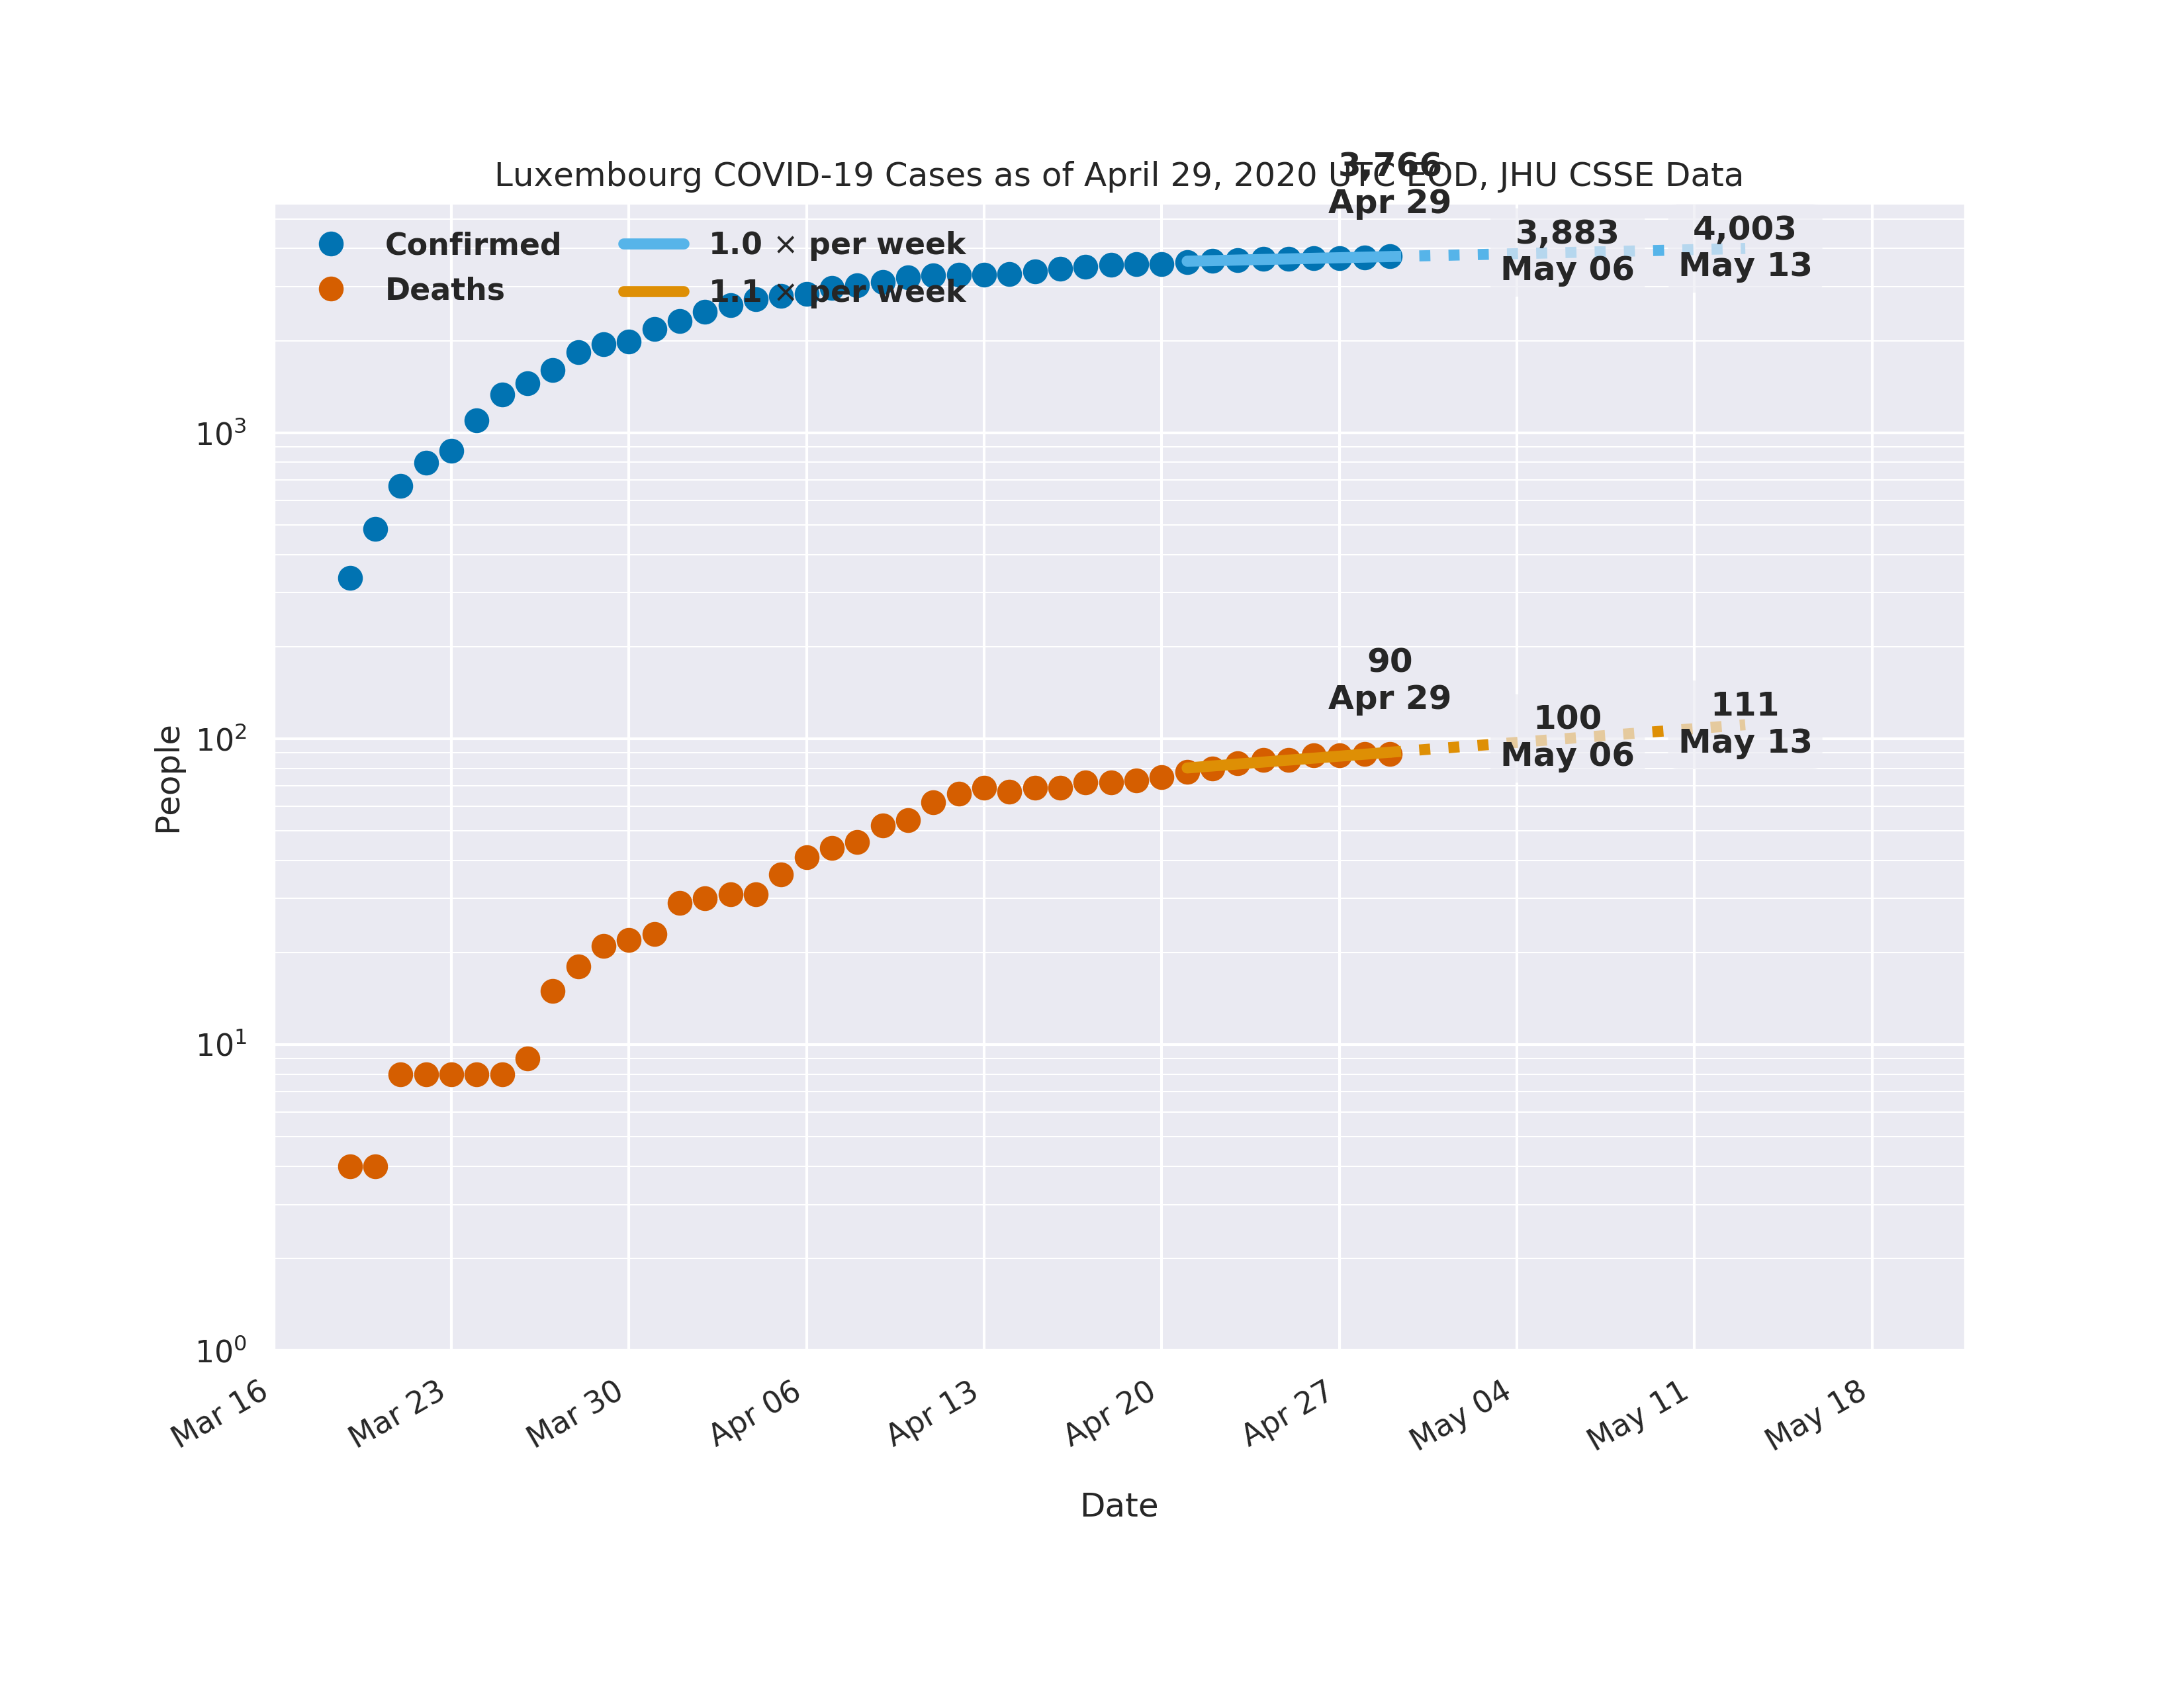 Luxembourg COVID-19 Cases as of April 29, 2020 UTC EOD, JHU CSSE Data
3,766
Apr 29
3,883
May 06
4,003
May 13
Confirmed
Deaths
1.0 × per week
1.1 × per week
90
Apr 29
100
May 06
111
May 13
People
10³
10²
10¹
10⁰
Mar 16
Mar 23
Mar 30
Apr 06
Apr 13
Apr 20
Apr 27
May 04
May 11
May 18
Date